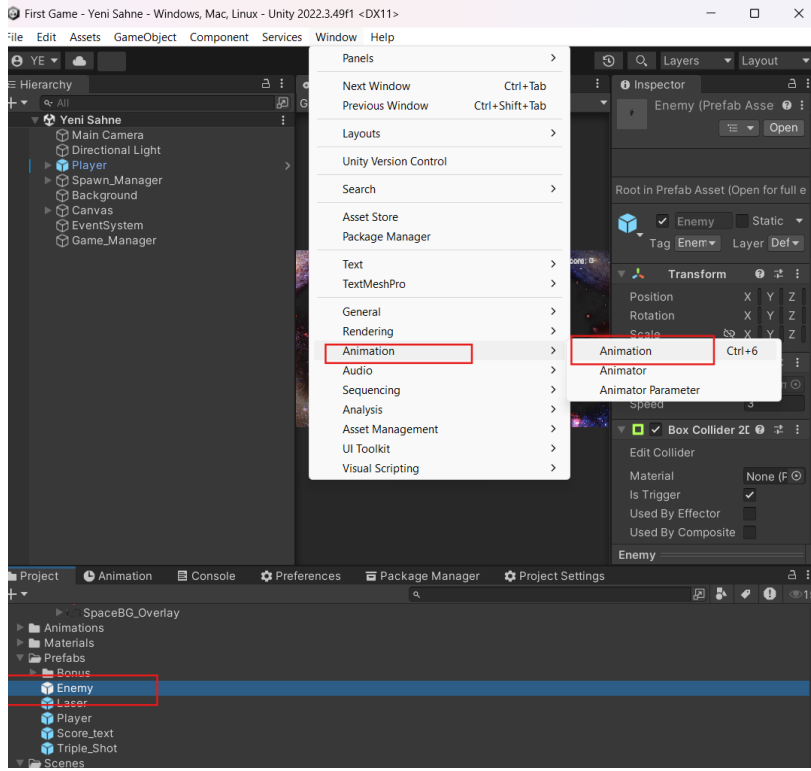 First Game - Yeni Sahne - Windows, Mac, Linux - Unity 2022.3.49f1 <DX11>
File Edit Assets GameObject Component Services Window Help
YE
Layers
Layout
Hierarchy
All
Yeni Sahne
Main Camera
Directional Light
Player
Spawn_Manager
Background
Canvas
EventSystem
Game_Manager
G
Panels
Next Window Ctrl+Tab
Previous Window Ctrl+Shift+Tab
Layouts
Unity Version Control
Search
Asset Store
Package Manager
Text
TextMeshPro
General
Rendering
Animation
Audio
Sequencing
Analysis
Asset Management
UI Toolkit
Visual Scripting
Animation Ctrl+6
Animator
Animator Parameter
core: 0
Inspector
Enemy (Prefab Asse
Open
Root in Prefab Asset (Open for full e
Enemy Static
Tag Enem Layer Def
Transform
Position X Y Z
Rotation X Y Z
Scale X Y Z
Speed 3
Box Collider 2D
Edit Collider
Material None (P
Is Trigger
Used By Effector
Used By Composite
Enemy
Project Animation Console Preferences Package Manager Project Settings
SpaceBG_Overlay
Animations
Materials
Prefabs
Bonus
Enemy
Laser
Player
Score_text
Triple_Shot
Scenes